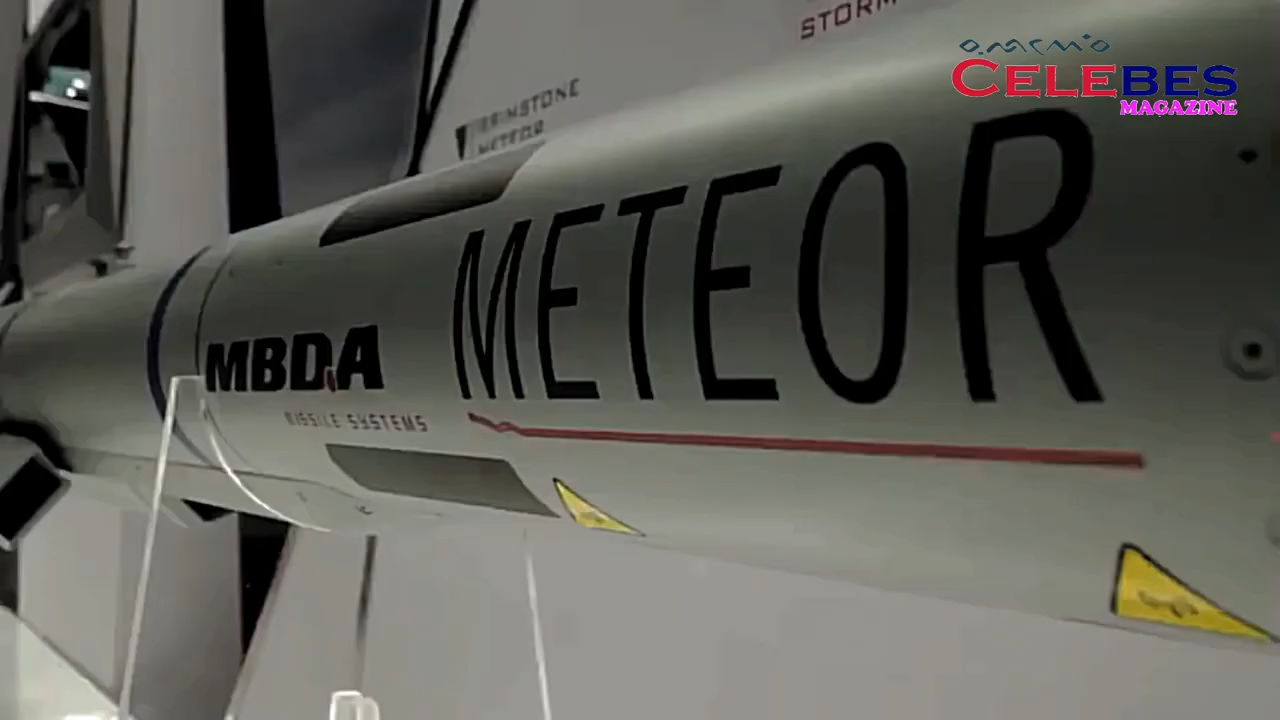 STORM
CELEBES
MAGAZINE
BRIMSTONE
METEOR
METEOR
MBDA
MISSILE SYSTEMS